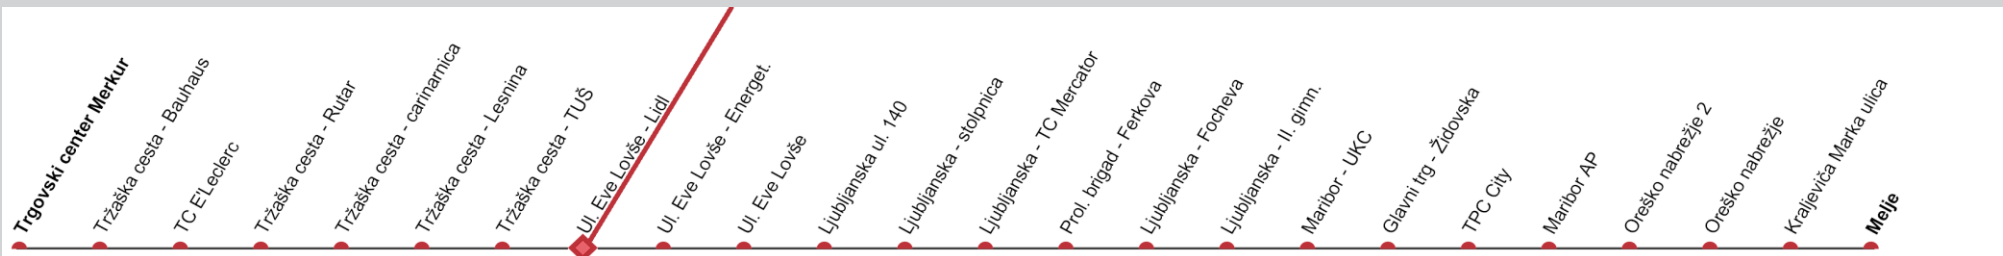 Trgovski center Merkur
Tržaška cesta - Bauhaus
TC E'Leclerc
Tržaška cesta - Rutar
Tržaška cesta - carinarnica
Tržaška cesta - Lesnina
Tržaška cesta - TUŠ
Ul. Eve Lovše - Lidl
Ul. Eve Lovše - Energet.
Ul. Eve Lovše
Ljubljanska ul. 140
Ljubljanska - stolpnica
Ljubljanska - TC Mercator
Prol. brigad - Ferkova
Ljubljanska - Focheva
Ljubljanska - II. gimn.
Maribor - UKC
Glavni trg - Židovska
TPC City
Maribor AP
Oreško nabrežje 2
Oreško nabrežje
Kraljeviča Marka ulica
Melje